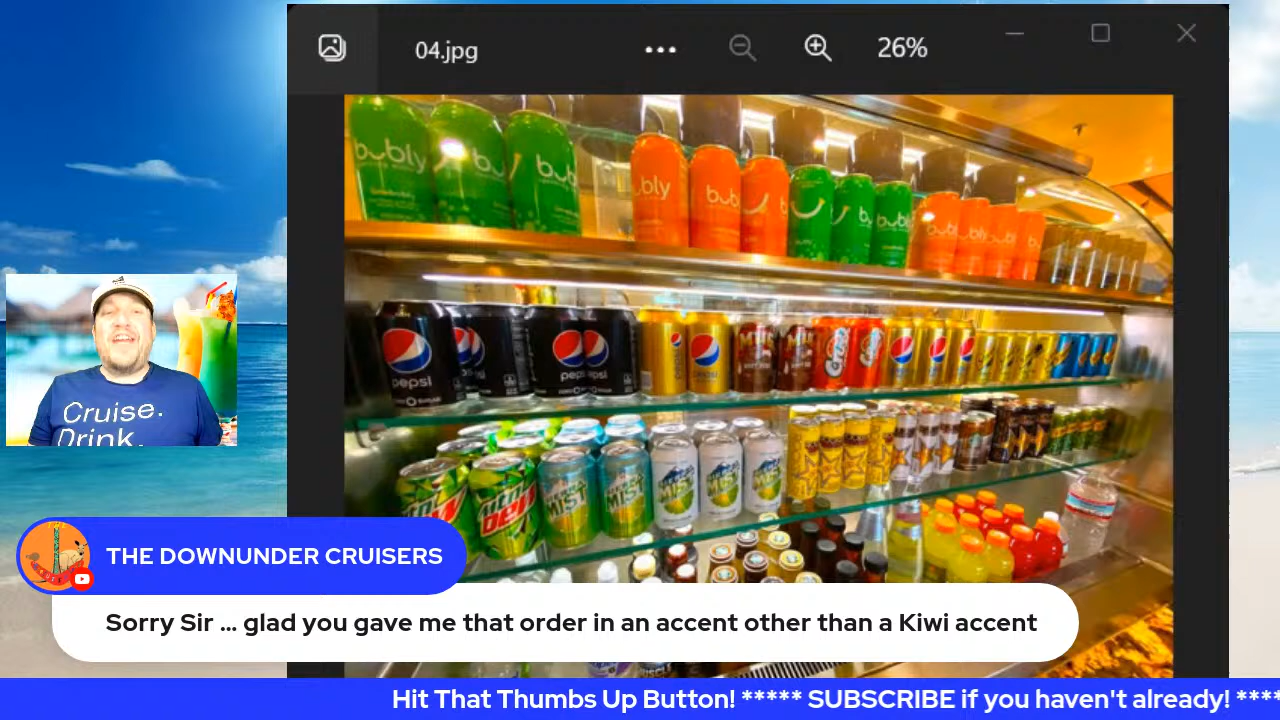 04.jpg
26%
bubly
bubly
bubly
bubly
bubly
bubly
pepsi
pepsi
MIST
MIST
MIST
Cruise.
Drink.
THE DOWNUNDER CRUISERS
Sorry Sir ... glad you gave me that order in an accent other than a Kiwi accent
Hit That Thumbs Up Button! ***** SUBSCRIBE if you haven't already! ****